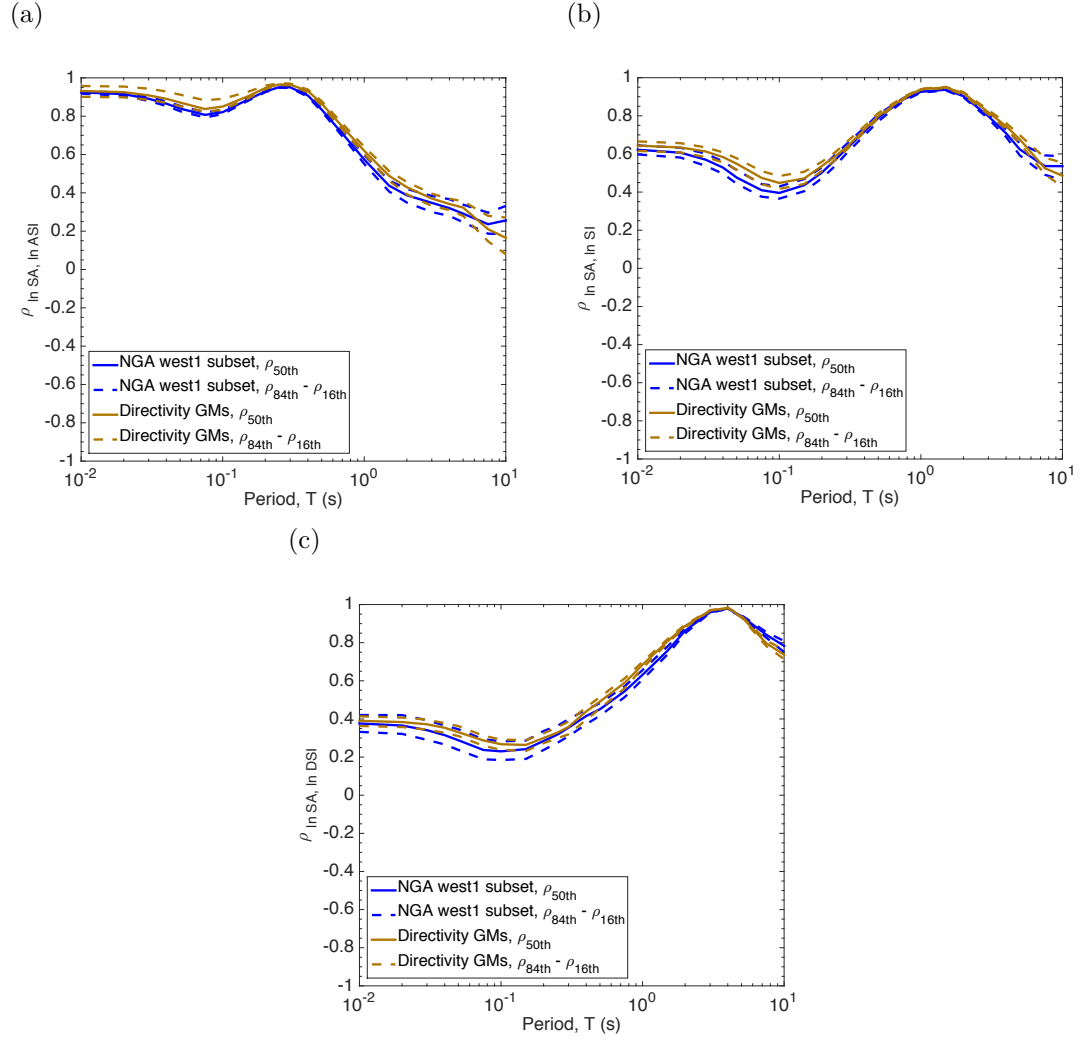 (a)
1
0.8
0.6
0.4
0.2
0
-0.2
-0.4
-0.6
-0.8
-1
ρ ln SA, ln ASI
NGA west1 subset, ρ50th
NGA west1 subset, ρ84th - ρ16th
Directivity GMs, ρ50th
Directivity GMs, ρ84th - ρ16th
10-2 10-1 100 101
Period, T (s)
(b)
1
0.8
0.6
0.4
0.2
0
-0.2
-0.4
-0.6
-0.8
-1
ρ ln SA, ln SI
NGA west1 subset, ρ50th
NGA west1 subset, ρ84th - ρ16th
Directivity GMs, ρ50th
Directivity GMs, ρ84th - ρ16th
10-2 10-1 100 101
Period, T (s)
(c)
1
0.8
0.6
0.4
0.2
0
-0.2
-0.4
-0.6
-0.8
-1
ρ ln SA, ln DSI
NGA west1 subset, ρ50th
NGA west1 subset, ρ84th - ρ16th
Directivity GMs, ρ50th
Directivity GMs, ρ84th - ρ16th
10-2 10-1 100 101
Period, T (s)